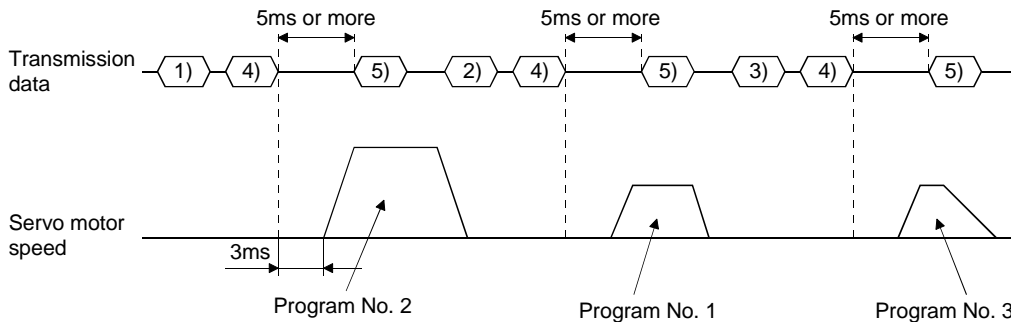 5ms or more 5ms or more 5ms or more
Transmission
data
1) 4) 5) 2) 4) 5) 3) 4) 5)
Servo motor
speed
3ms
Program No. 2 Program No. 1 Program No. 3